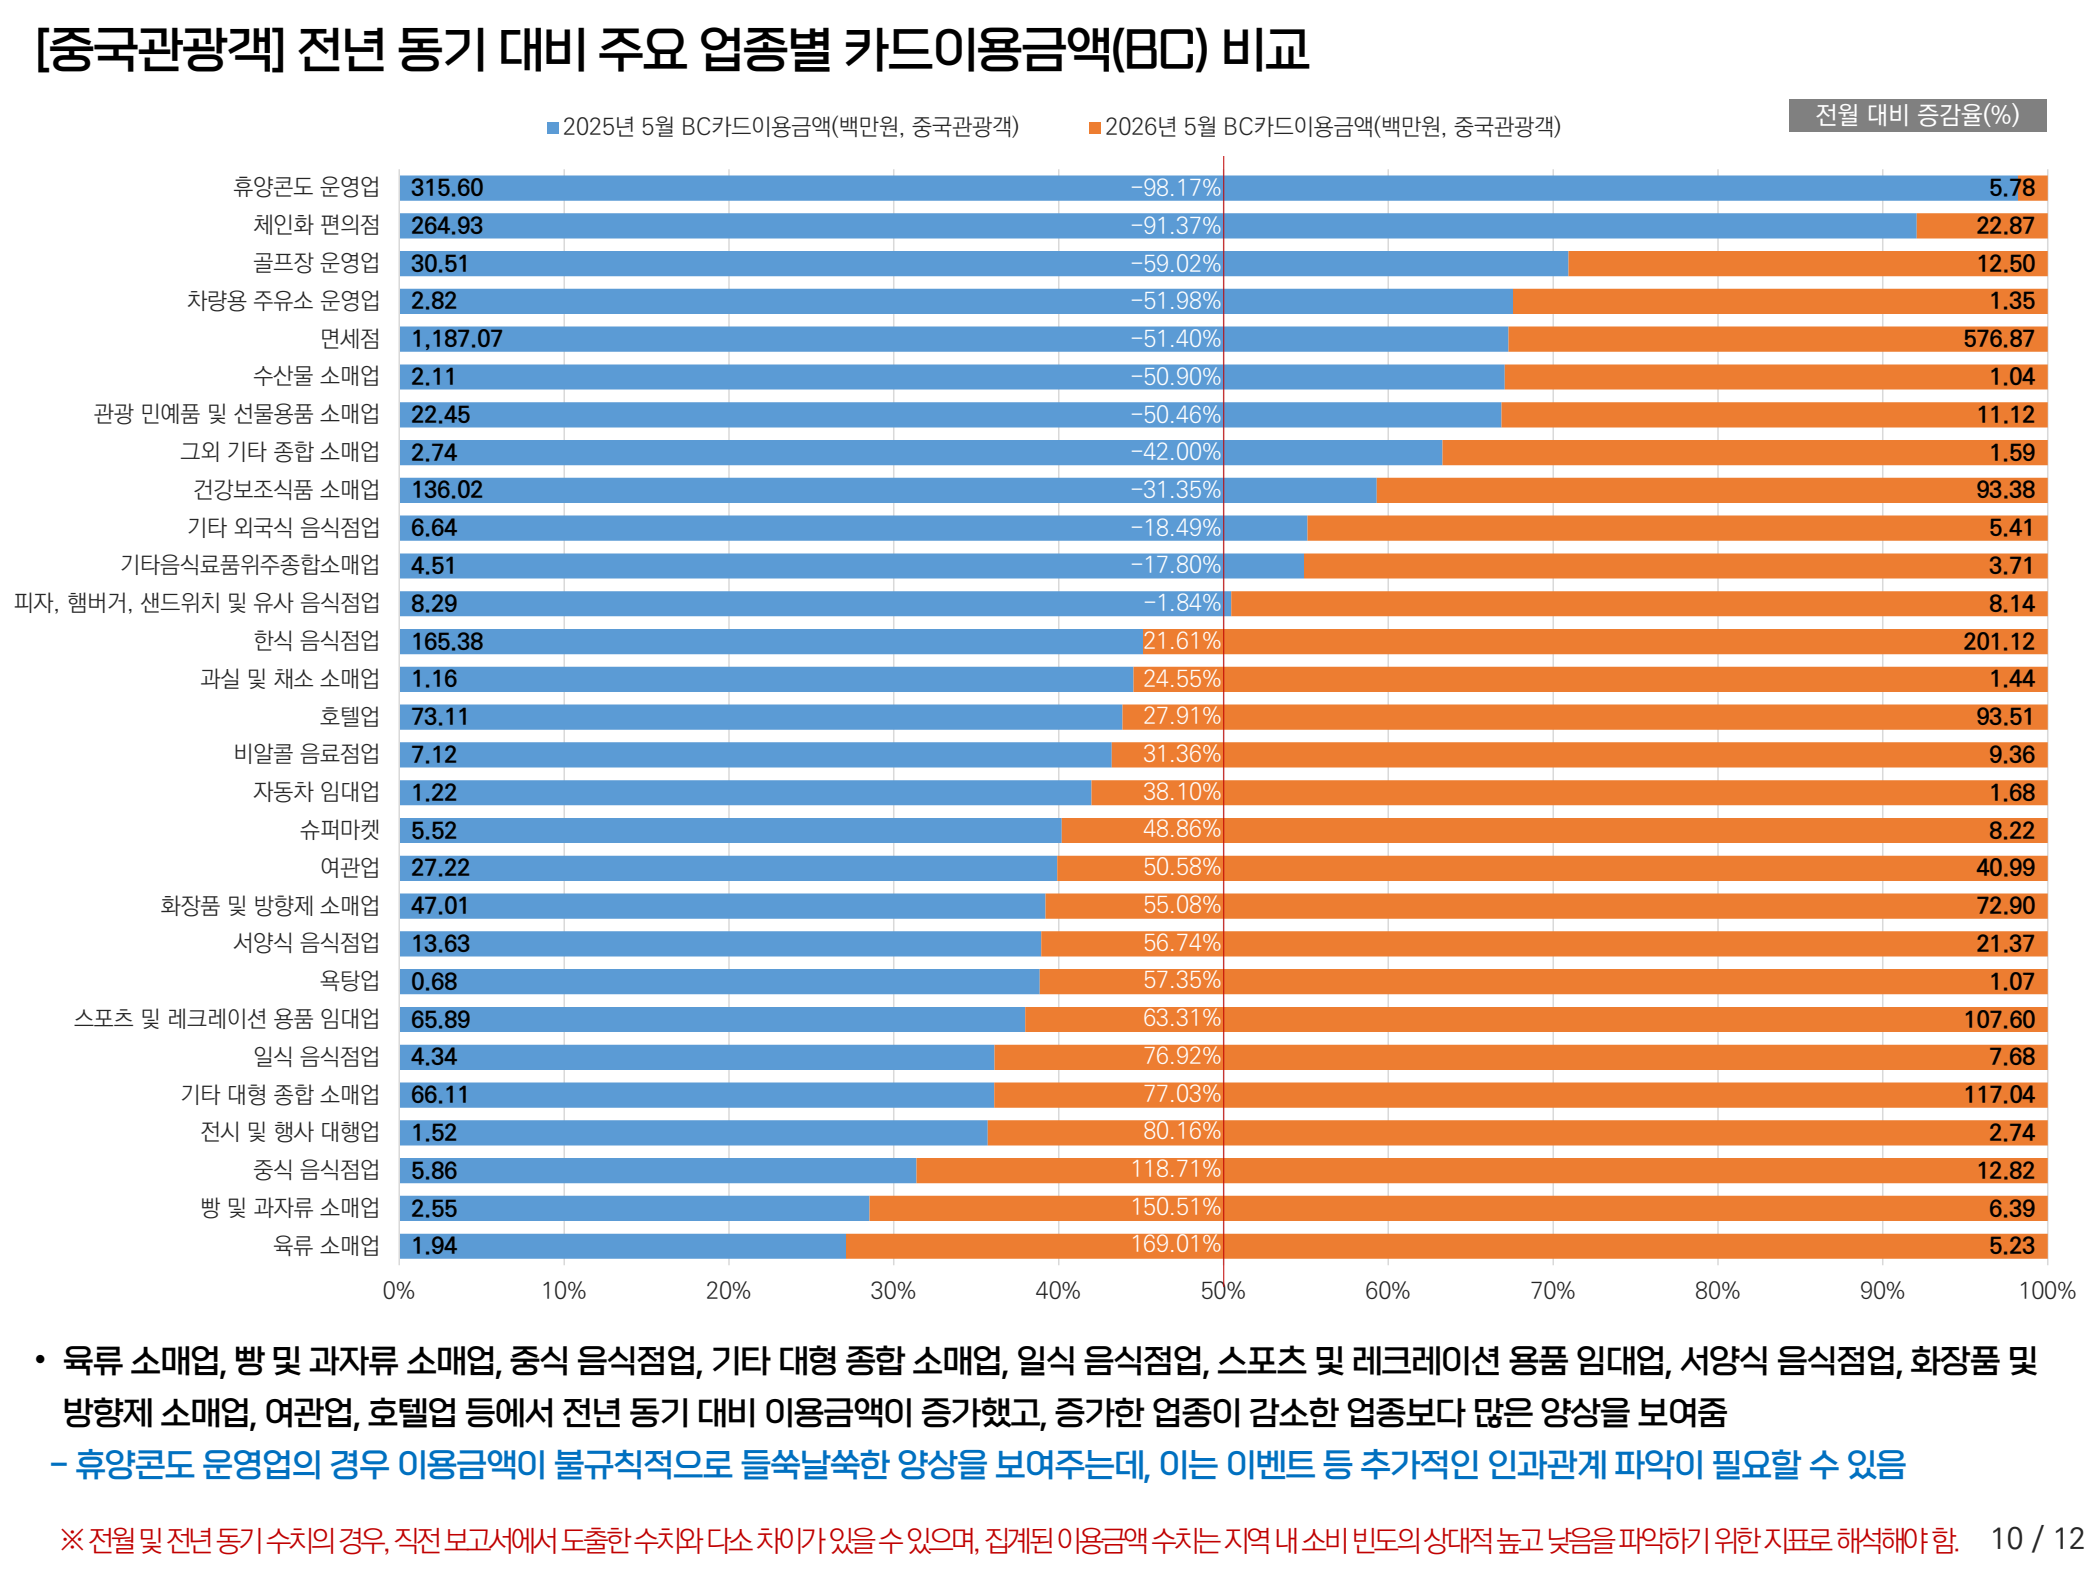 [중국관광객] 전년 동기 대비 주요 업종별 카드이용금액(BC) 비교
전월 대비 증감율(%)
2025년 5월 BC카드이용금액(백만원, 중국관광객) 2026년 5월 BC카드이용금액(백만원, 중국관광객)
휴양콘도 운영업 315.60 -98.17% 5.78
체인화 편의점 264.93 -91.37% 22.87
골프장 운영업 30.51 -59.02% 12.50
차량용 주유소 운영업 2.82 -51.98% 1.35
면세점 1,187.07 -51.40% 576.87
수산물 소매업 2.11 -50.90% 1.04
관광 민예품 및 선물용품 소매업 22.45 -50.46% 11.12
그외 기타 종합 소매업 2.74 -42.00% 1.59
건강보조식품 소매업 136.02 -31.35% 93.38
기타 외국식 음식점업 6.64 -18.49% 5.41
기타음식료품위주종합소매업 4.51 -17.80% 3.71
피자, 햄버거, 샌드위치 및 유사 음식점업 8.29 -1.84% 8.14
한식 음식점업 165.38 21.61% 201.12
과실 및 채소 소매업 1.16 24.55% 1.44
호텔업 73.11 27.91% 93.51
비알콜 음료점업 7.12 31.36% 9.36
자동차 임대업 1.22 38.10% 1.68
슈퍼마켓 5.52 48.86% 8.22
여관업 27.22 50.58% 40.99
화장품 및 방향제 소매업 47.01 55.08% 72.90
서양식 음식점업 13.63 56.74% 21.37
욕탕업 0.68 57.35% 1.07
스포츠 및 레크레이션 용품 임대업 65.89 63.31% 107.60
일식 음식점업 4.34 76.92% 7.68
기타 대형 종합 소매업 66.11 77.03% 117.04
전시 및 행사 대행업 1.52 80.16% 2.74
중식 음식점업 5.86 118.71% 12.82
빵 및 과자류 소매업 2.55 150.51% 6.39
육류 소매업 1.94 169.01% 5.23
0% 10% 20% 30% 40% 50% 60% 70% 80% 90% 100%
• 육류 소매업, 빵 및 과자류 소매업, 중식 음식점업, 기타 대형 종합 소매업, 일식 음식점업, 스포츠 및 레크레이션 용품 임대업, 서양식 음식점업, 화장품 및
방향제 소매업, 여관업, 호텔업 등에서 전년 동기 대비 이용금액이 증가했고, 증가한 업종이 감소한 업종보다 많은 양상을 보여줌
- 휴양콘도 운영업의 경우 이용금액이 불규칙적으로 들쑥날쑥한 양상을 보여주는데, 이는 이벤트 등 추가적인 인과관계 파악이 필요할 수 있음
※ 전월 및 전년 동기 수치의 경우, 직전 보고서에서 도출한 수치와 다소 차이가 있을 수 있으며, 집계된 이용금액 수치는 지역 내 소비 빈도의 상대적 높고 낮음을 파악하기 위한 지표로 해석해야 함.
10 / 12